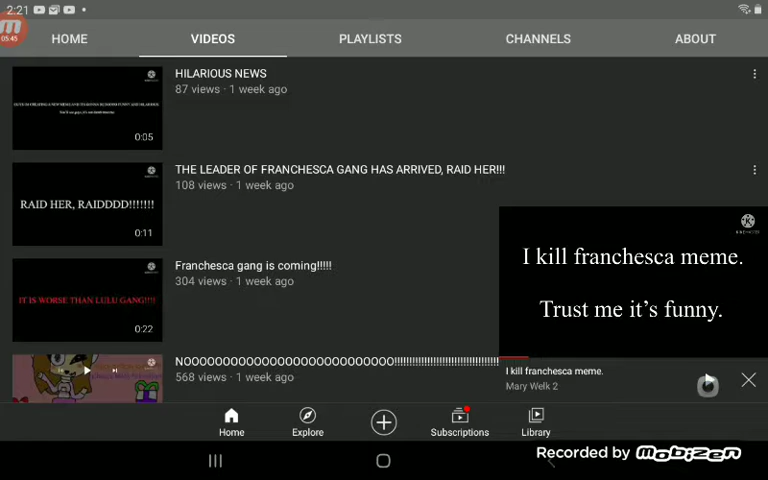 2:21
05:45
HOME VIDEOS PLAYLISTS CHANNELS ABOUT
HILARIOUS NEWS
87 views · 1 week ago
0:05
THE LEADER OF FRANCHESCA GANG HAS ARRIVED, RAID HER!!!
108 views · 1 week ago
RAID HER, RAIDDDD!!!!!!!
0:11
Franchesca gang is coming!!!!!
304 views · 1 week ago
IT IS WORSE THAN LULU GANG!!!!
0:22
568 views · 1 week ago
I kill franchesca meme.
Trust me it's funny.
I kill franchesca meme.
Mary Welk 2
Home Explore Subscriptions Library
Recorded by Mobizen